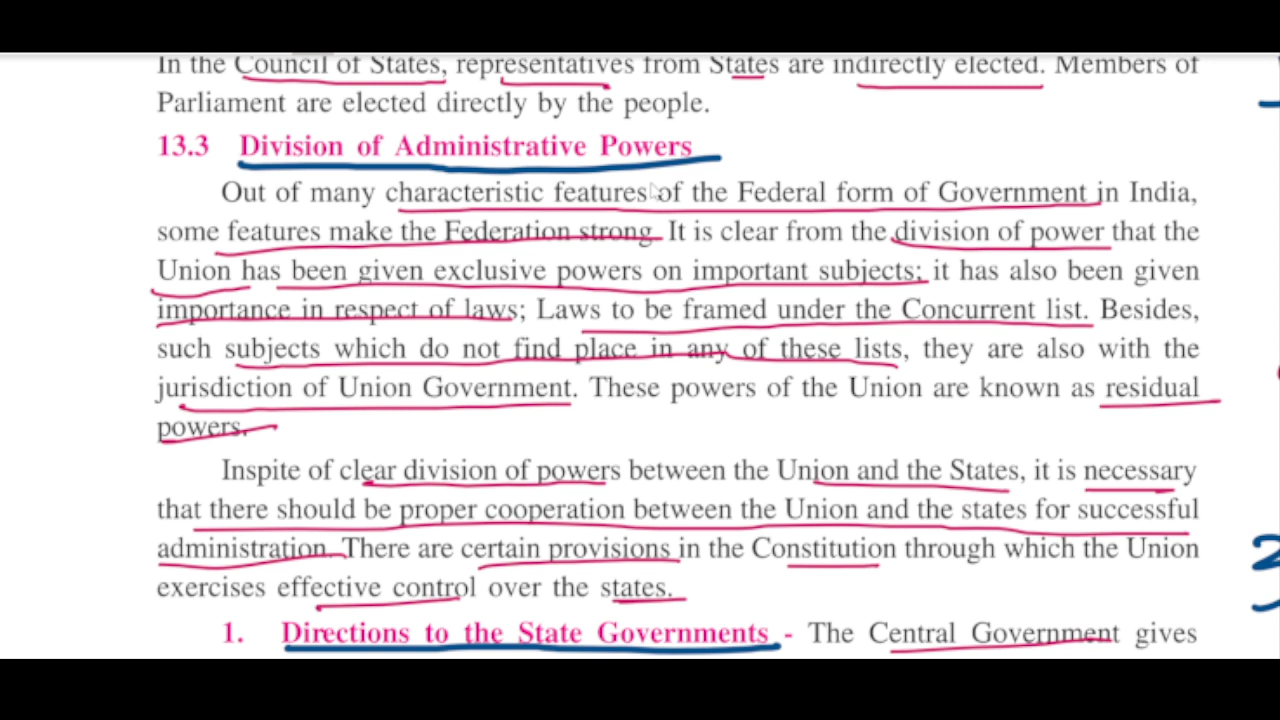 In the Council of States, representatives from States are indirectly elected. Members of
Parliament are elected directly by the people.
13.3 Division of Administrative Powers
Out of many characteristic features of the Federal form of Government in India,
some features make the Federation strong. It is clear from the division of power that the
Union has been given exclusive powers on important subjects; it has also been given
importance in respect of laws; Laws to be framed under the Concurrent list. Besides,
such subjects which do not find place in any of these lists, they are also with the
jurisdiction of Union Government. These powers of the Union are known as residual
powers.
Inspite of clear division of powers between the Union and the States, it is necessary
that there should be proper cooperation between the Union and the states for successful
administration. There are certain provisions in the Constitution through which the Union
exercises effective control over the states.
1. Directions to the State Governments - The Central Government gives